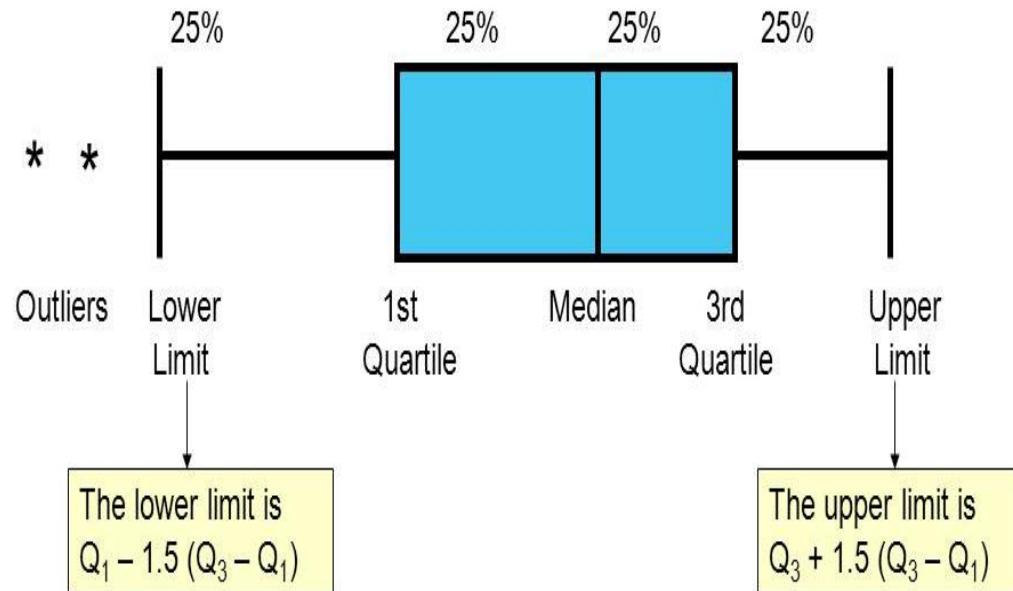 25% 25% 25% 25%
* *
Outliers Lower Limit 1st Quartile Median 3rd Quartile Upper Limit
The lower limit is
Q₁ – 1.5 (Q₃ – Q₁)
The upper limit is
Q₃ + 1.5 (Q₃ – Q₁)